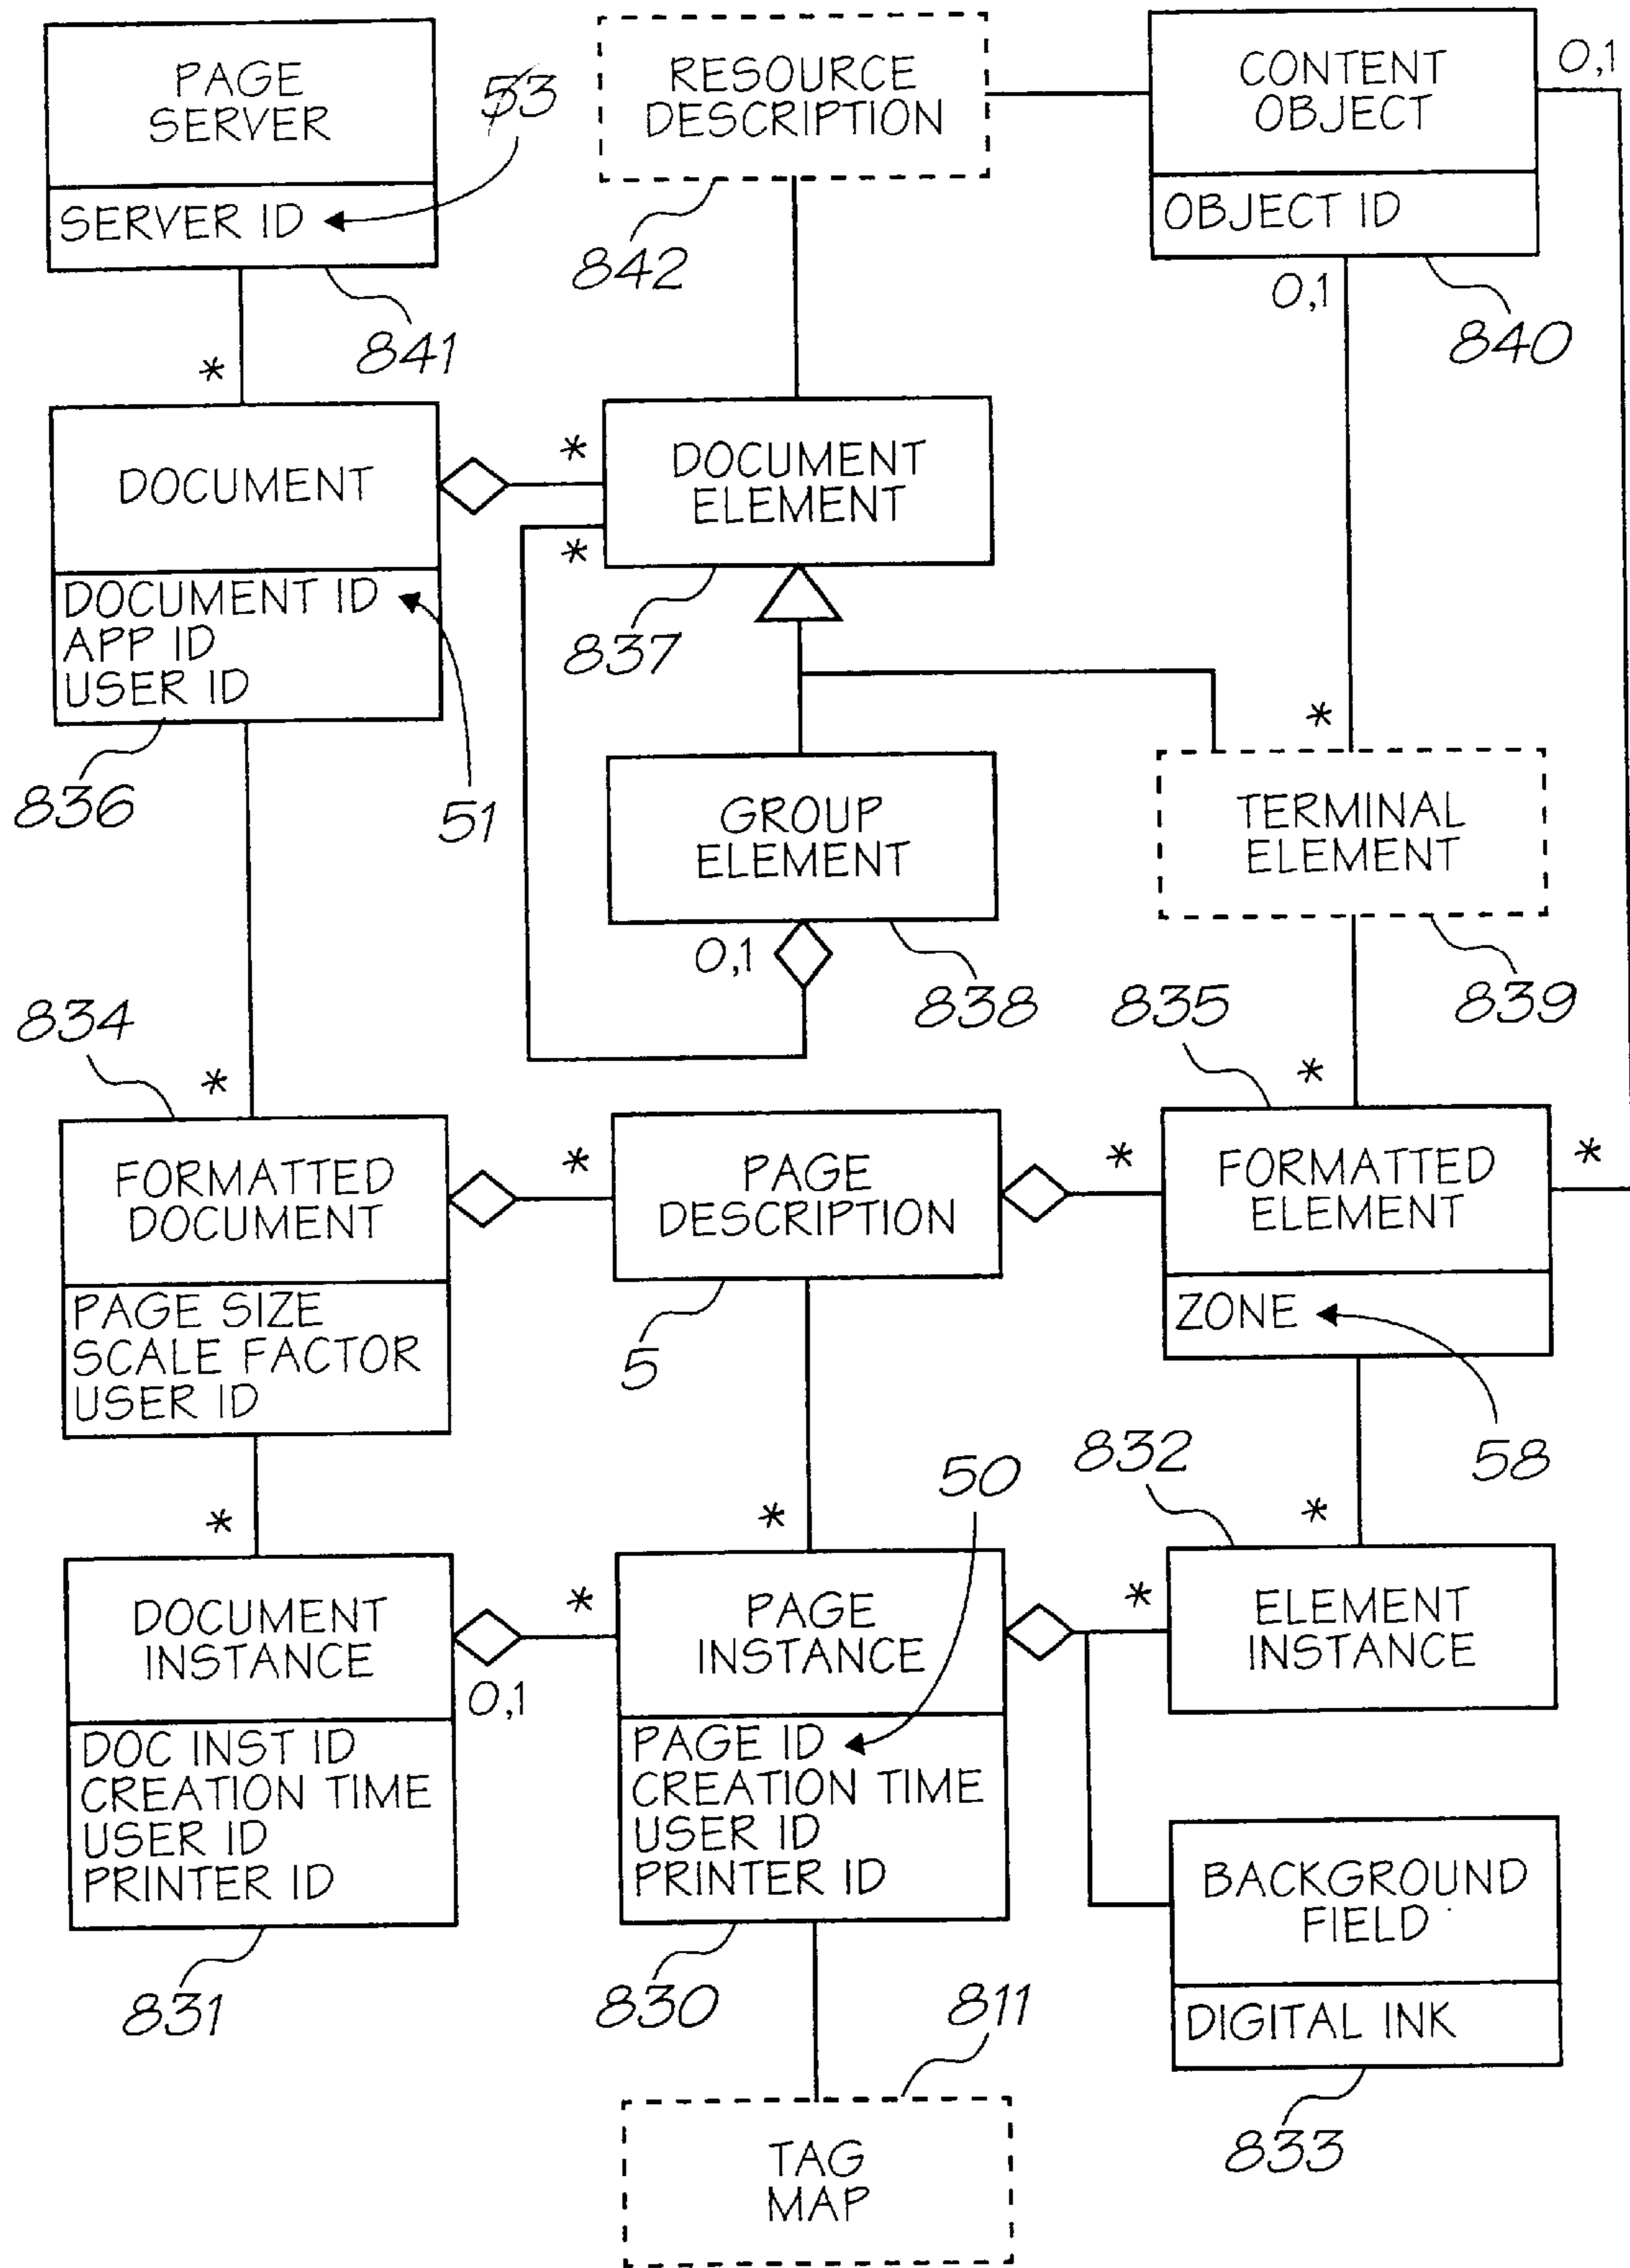 PAGE
SERVER
53
SERVER ID
841
*
RESOURCE
DESCRIPTION
842
CONTENT
OBJECT
0,1
OBJECT ID
0,1
840
DOCUMENT
*
DOCUMENT ID
APP ID
USER ID
836
51
DOCUMENT
ELEMENT
*
837
GROUP
ELEMENT
0,1
838
*
TERMINAL
ELEMENT
839
834
*
835
*
FORMATTED
DOCUMENT
*
PAGE SIZE
SCALE FACTOR
USER ID
PAGE
DESCRIPTION
*
5
FORMATTED
ELEMENT
*
ZONE
58
*
DOCUMENT
INSTANCE
*
0,1
DOC INST ID
CREATION TIME
USER ID
PRINTER ID
831
50
*
PAGE
INSTANCE
*
PAGE ID
CREATION TIME
USER ID
PRINTER ID
830
832
*
ELEMENT
INSTANCE
BACKGROUND
FIELD
DIGITAL INK
833
811
TAG
MAP